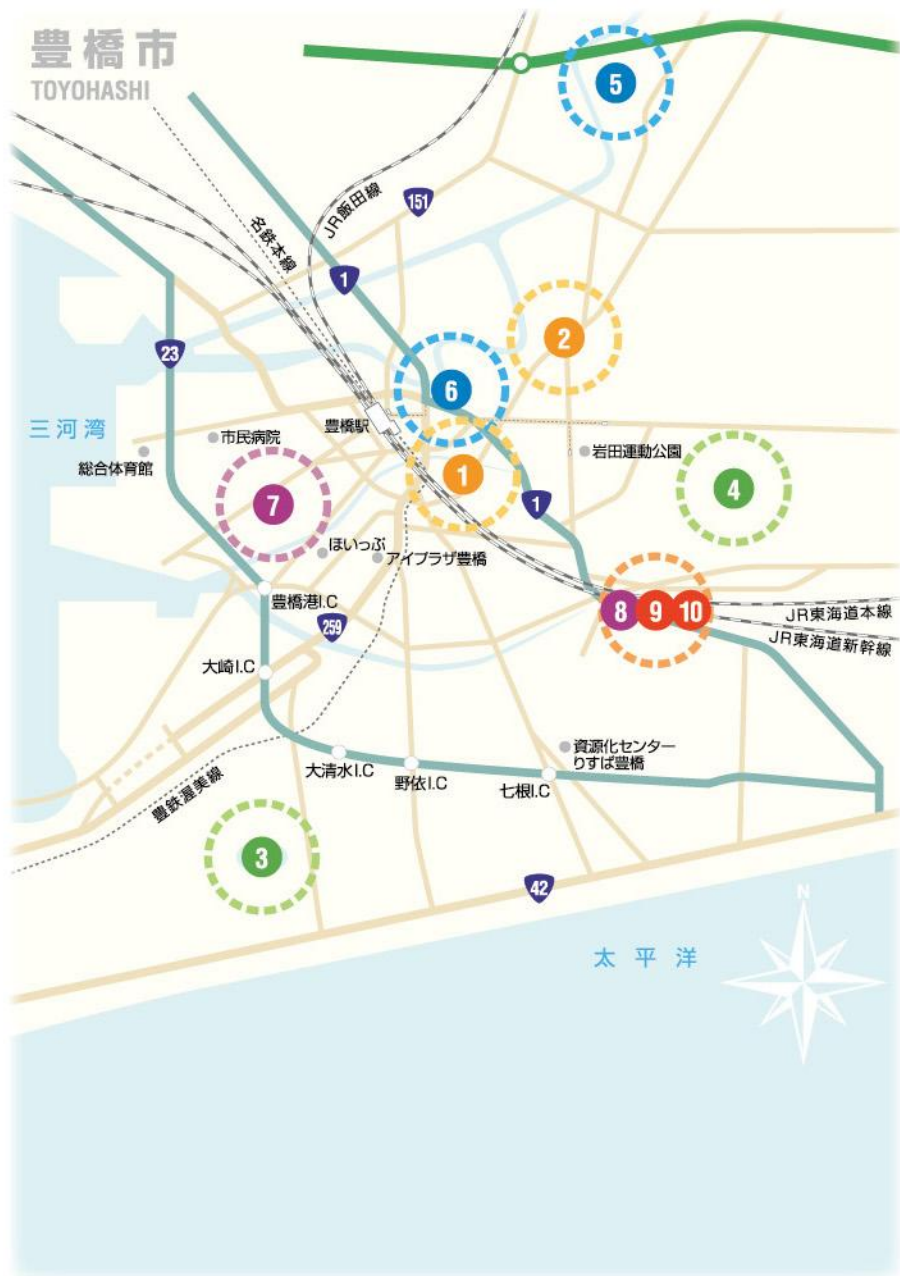 豊橋市
TOYOHASHI
5
JR飯田線
151
名鉄本線
1
2
23
6
三河湾
豊橋駅
市民病院
総合体育館
岩田運動公園
1
4
7
1
ほいっぷ
アイプラザ豊橋
豊橋港I.C
8
9
10
JR東海道本線
259
JR東海道新幹線
大崎I.C
資源化センター
りすぱ豊橋
大清水I.C
野依I.C
七根I.C
豊鉄渥美線
3
42
N
太平洋